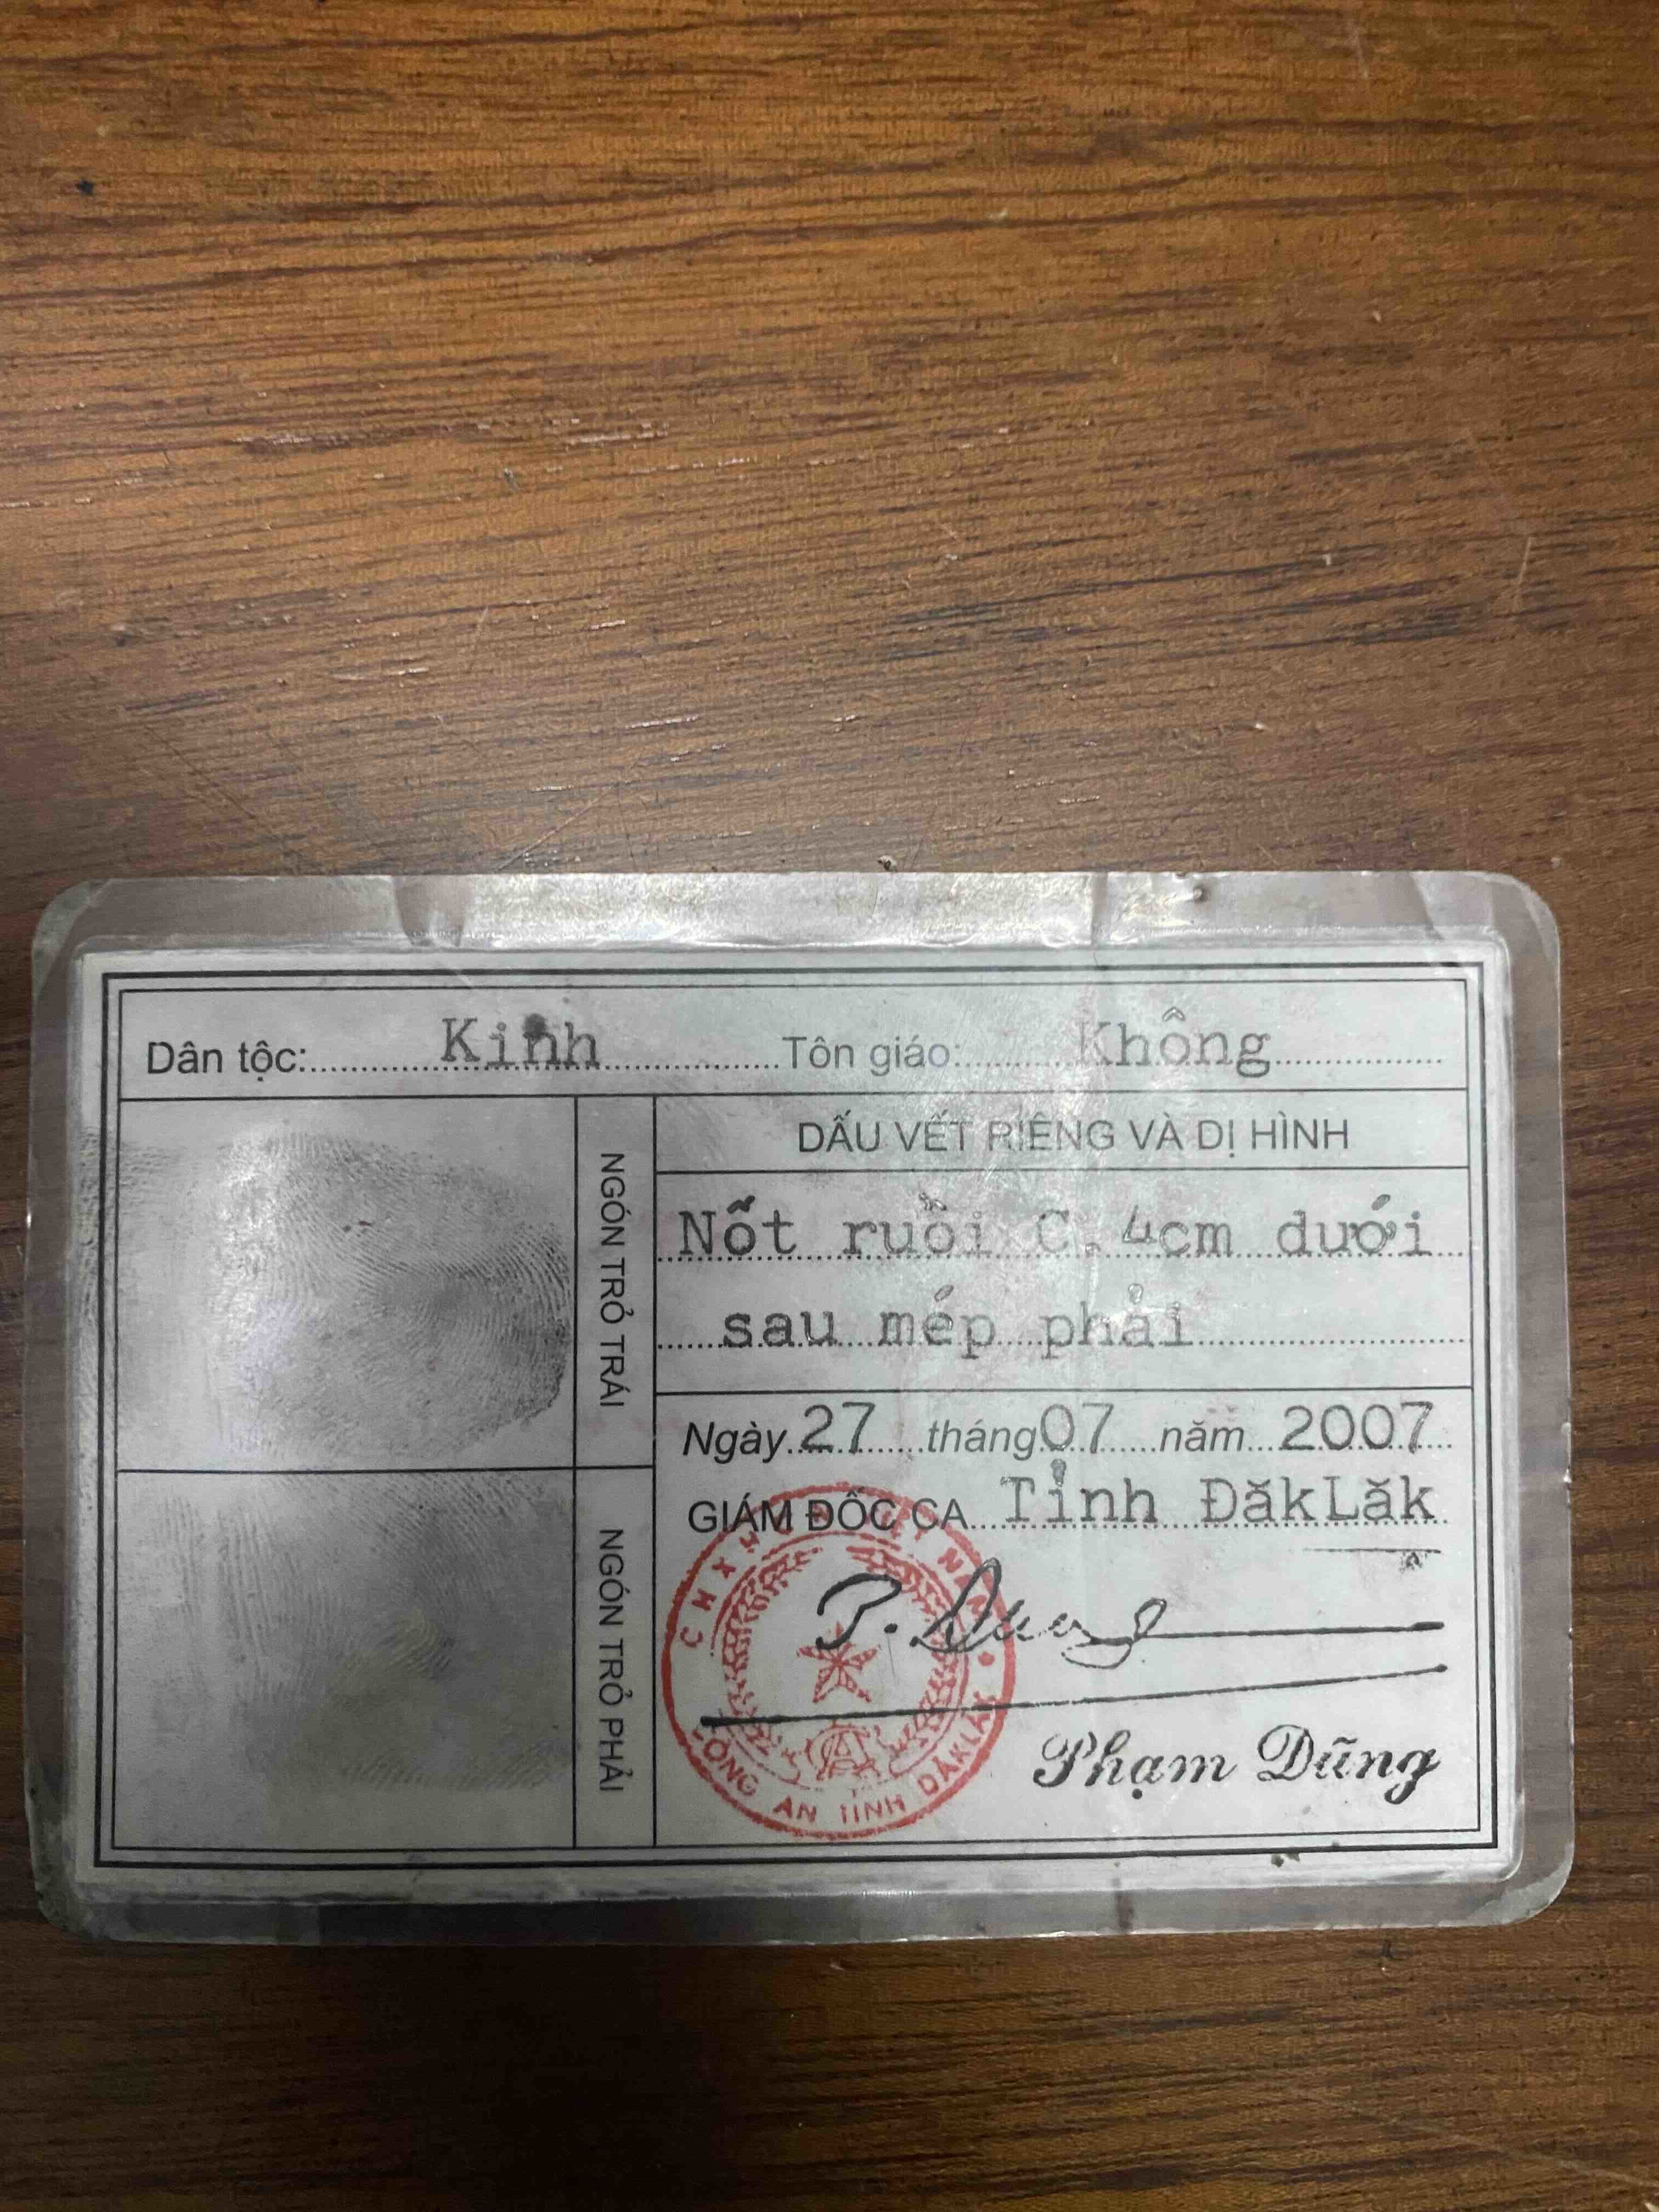 Dân tộc: Kinh Tôn giáo: Không
NGÓN TRỎ TRÁI
DẤU VẾT RIÊNG VÀ DỊ HÌNH
Nốt ruồi C. 4cm dưới
sau mép phải
Ngày 27 tháng 07 năm 2007
GIÁM ĐỐC CA Tỉnh ĐăkLăk
NGÓN TRỎ PHẢI
P. Dung
CÔNG AN TỈNH ĐĂKLĂK
Phạm Dũng